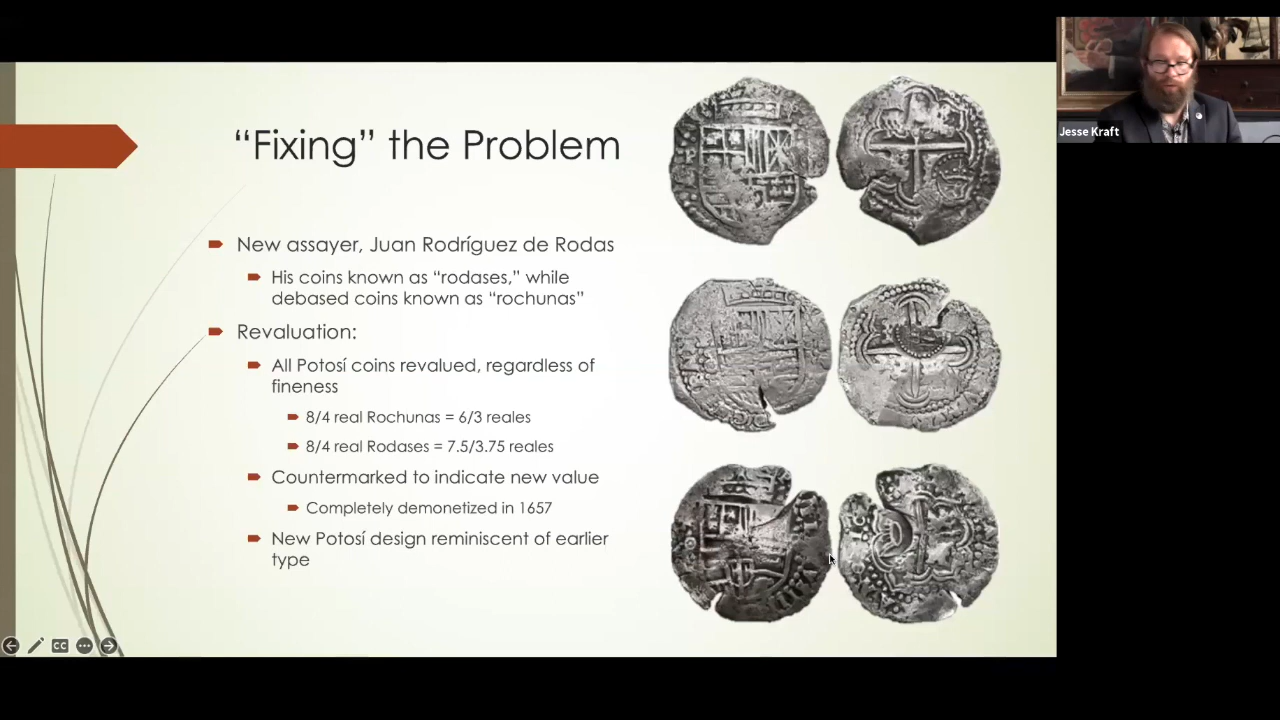 “Fixing” the Problem
New assayer, Juan Rodríguez de Rodas
His coins known as “rodases,” while
debased coins known as “rochunas”
Revaluation:
All Potosí coins revalued, regardless of
fineness
8/4 real Rochunas = 6/3 reales
8/4 real Rodases = 7.5/3.75 reales
Countermarked to indicate new value
Completely demonetized in 1657
New Potosí design reminiscent of earlier
type
Jesse Kraft
CC